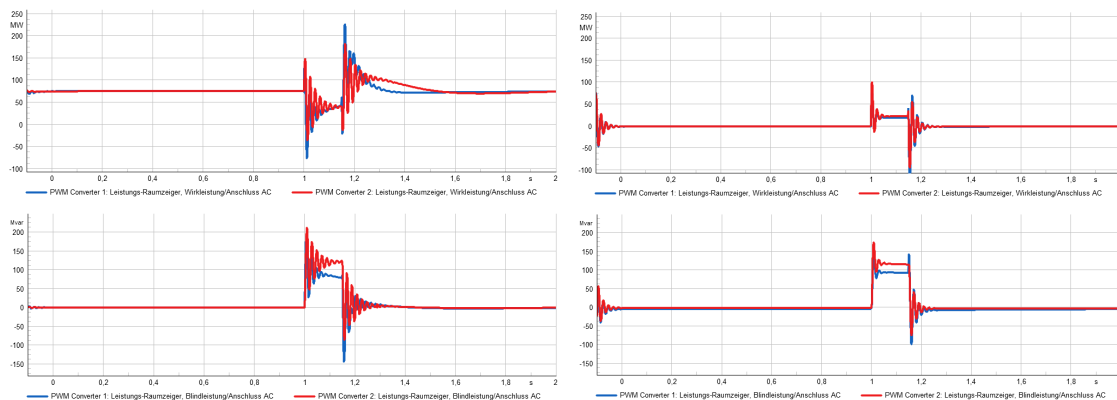 250
MW
200
150
100
50
0
-50
-100
0 0,2 0,4 0,6 0,8 1 1,2 1,4 1,6 1,8 s 2
PWM Converter 1: Leistungs-Raumzeiger, Wirkleistung/Anschluss AC PWM Converter 2: Leistungs-Raumzeiger, Wirkleistung/Anschluss AC
250
MW
200
150
100
50
0
-50
-100
0 0,2 0,4 0,6 0,8 1 1,2 1,4 1,6 1,8 s
PWM Converter 1: Leistungs-Raumzeiger, Wirkleistung/Anschluss AC PWM Converter 2: Leistungs-Raumzeiger, Wirkleistung/Anschluss AC
Mvar
200
150
100
50
0
-50
-100
-150
0 0,2 0,4 0,6 0,8 1 1,2 1,4 1,6 1,8 s 2
PWM Converter 1: Leistungs-Raumzeiger, Blindleistung/Anschluss AC PWM Converter 2: Leistungs-Raumzeiger, Blindleistung/Anschluss AC
Mvar
200
150
100
50
0
-50
-100
-150
0 0,2 0,4 0,6 0,8 1 1,2 1,4 1,6 1,8 s
PWM Converter 1: Leistungs-Raumzeiger, Blindleistung/Anschluss AC PWM Converter 2: Leistungs-Raumzeiger, Blindleistung/Anschluss AC